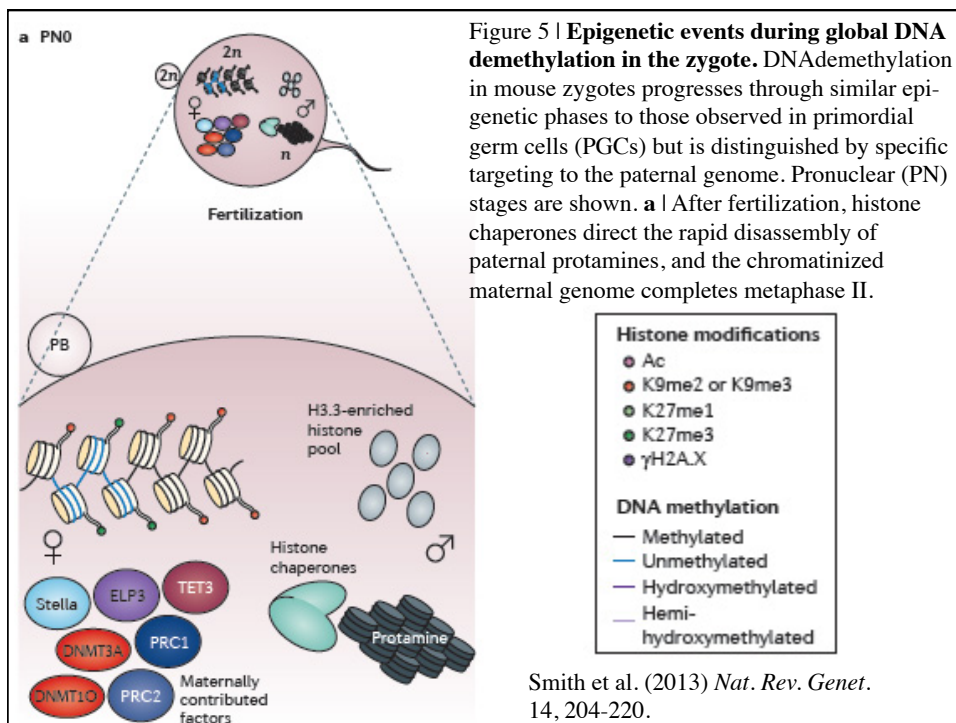 a PN0
2n
2n
♀
♂
n
Fertilization
PB
H3.3-enriched
histone
pool
♀
♂
Histone
chaperones
Stella
ELP3
TET3
DNMT3A
PRC1
Protamine
DNMT1O
PRC2
Maternally
contributed
factors
Figure 5 | Epigenetic events during global DNA
demethylation in the zygote. DNAdemethylation
in mouse zygotes progresses through similar epi-
genetic phases to those observed in primordial
germ cells (PGCs) but is distinguished by specific
targeting to the paternal genome. Pronuclear (PN)
stages are shown. a | After fertilization, histone
chaperones direct the rapid disassembly of
paternal protamines, and the chromatinized
maternal genome completes metaphase II.
Histone modifications
Ac
K9me2 or K9me3
K27me1
K27me3
γH2A.X
DNA methylation
Methylated
Unmethylated
Hydroxymethylated
Hemi-
hydroxymethylated
Smith et al. (2013) Nat. Rev. Genet.
14, 204-220.